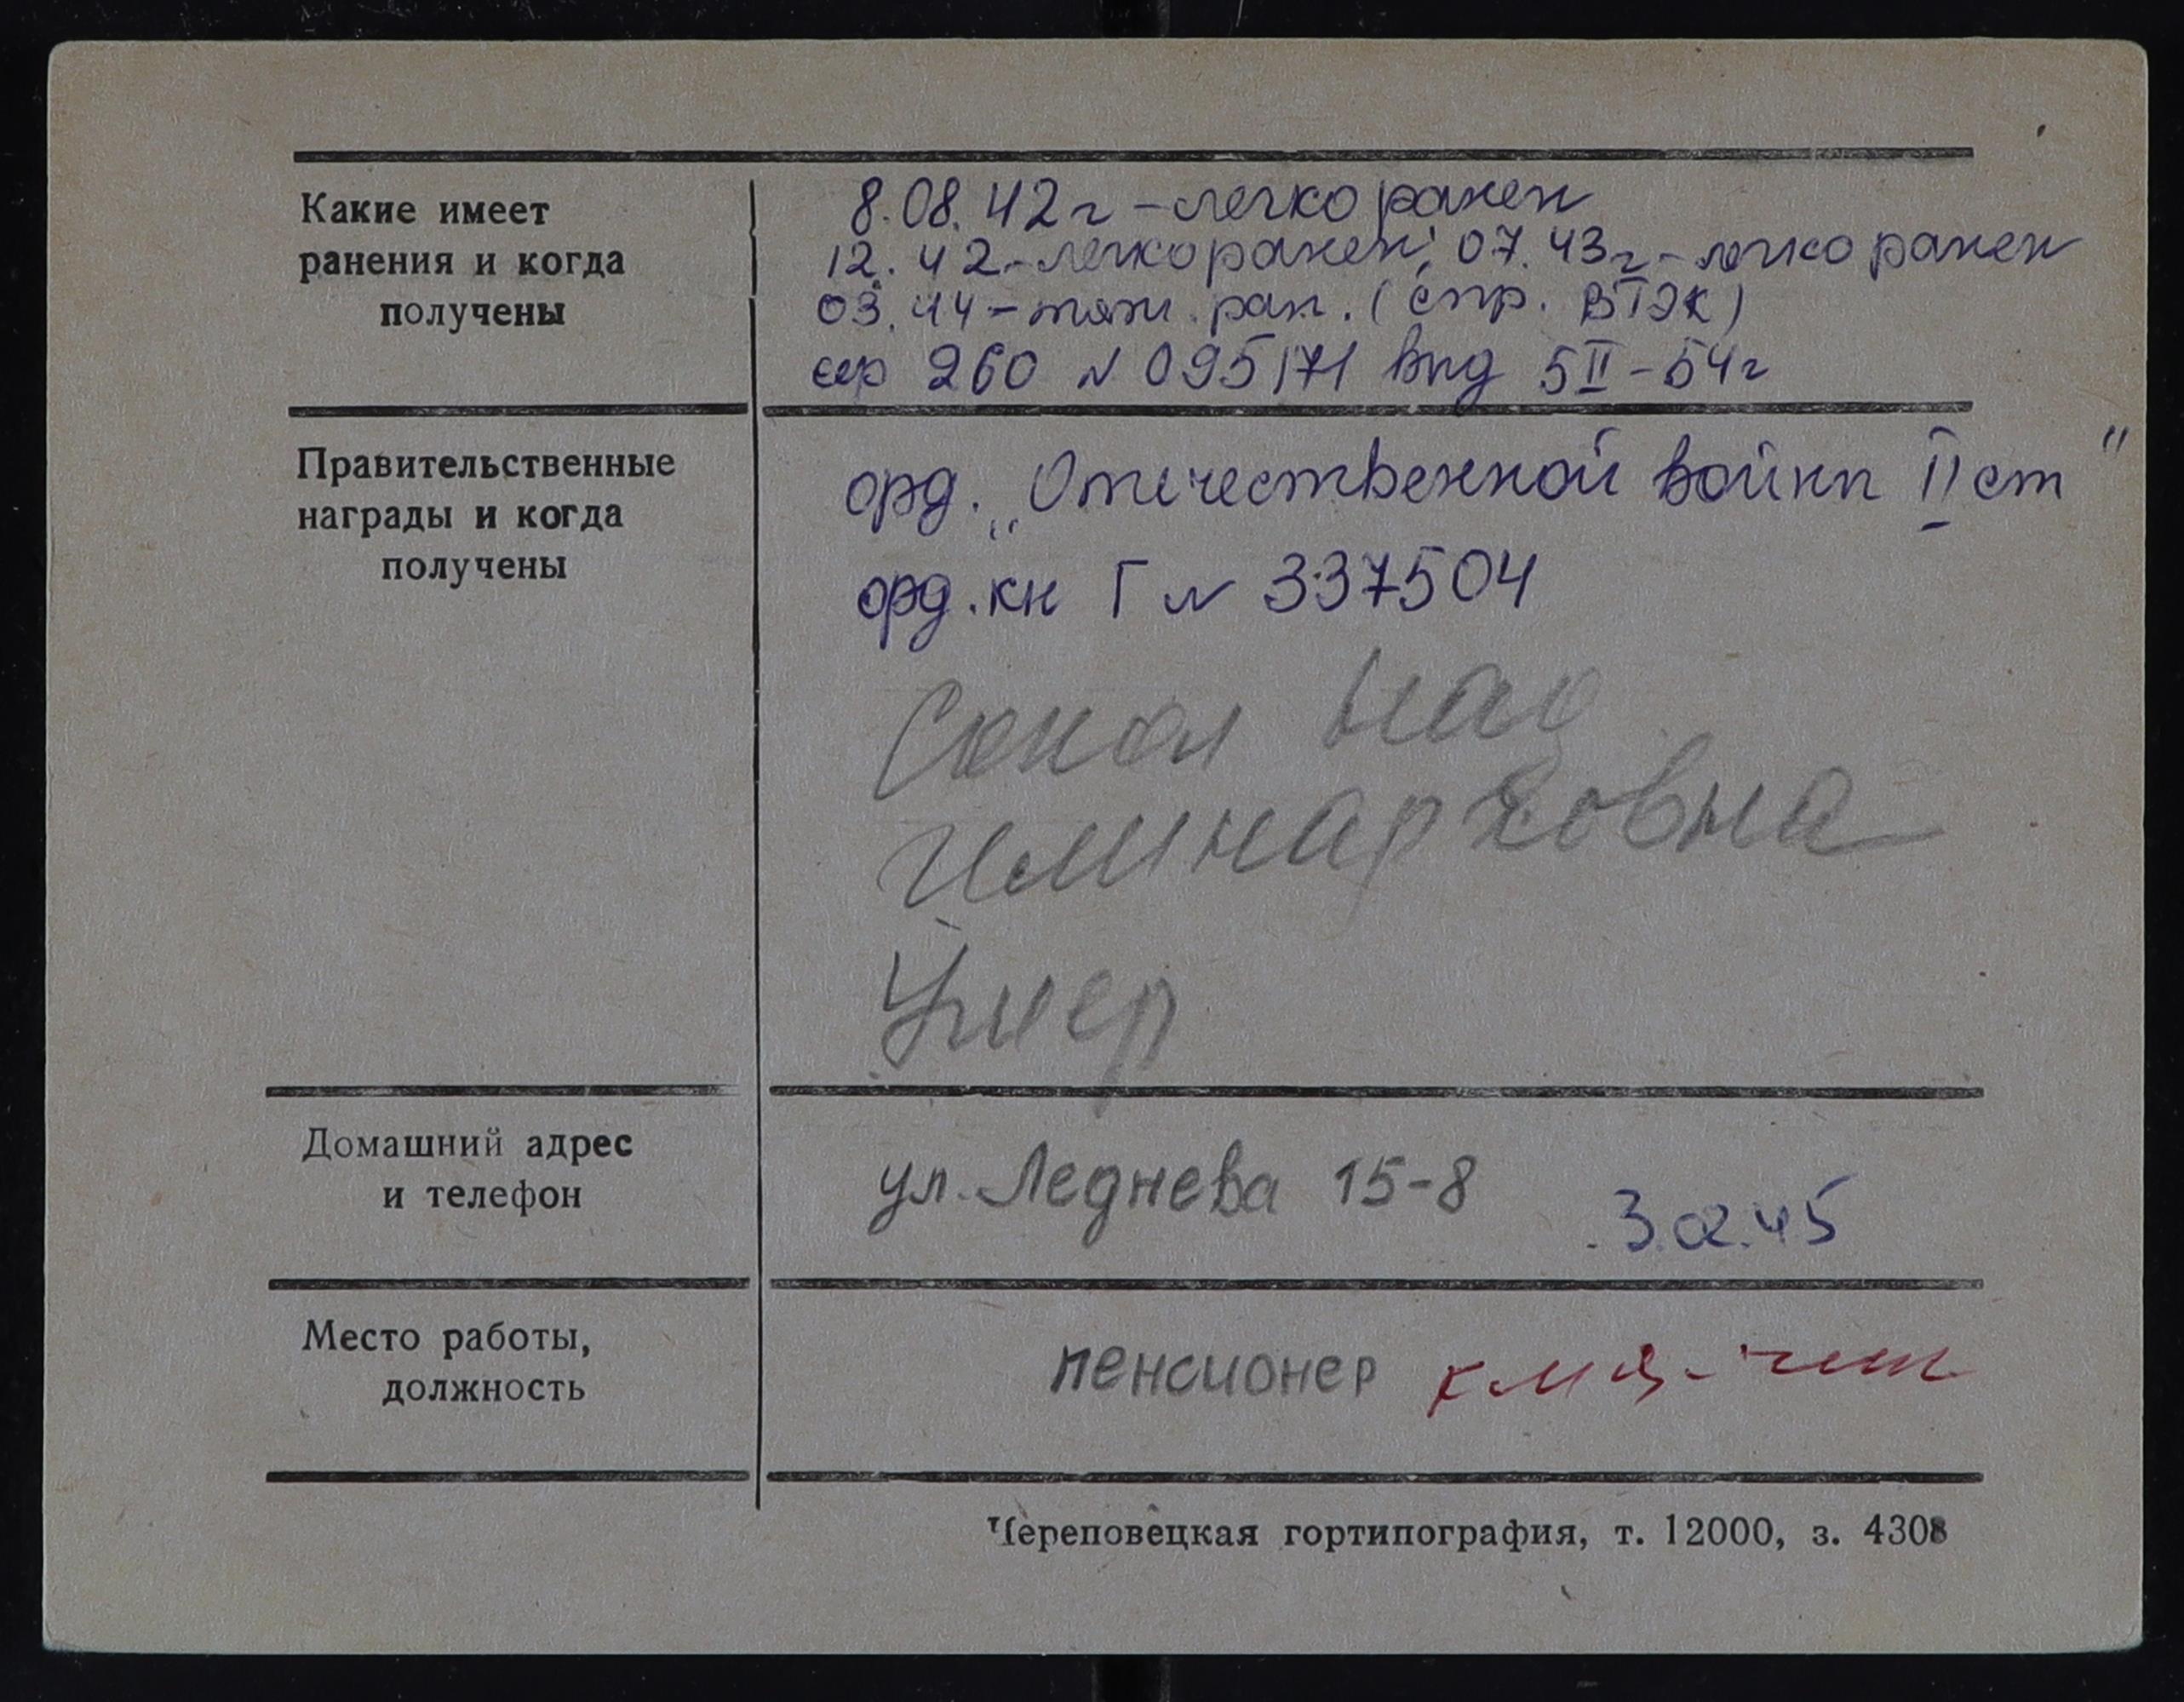 Какие имеет
ранения и когда
получены
8.08.42г - легко ранен
12.42 - легко ранен; 07.43г - легко ранен
03.44 - тяж. ран. (спр. ВТЭК)
сер 260 № 095171 выд 5 II - 54г
Правительственные
награды и когда
получены
орд. „Отечественной войны II ст"
орд. кн Г № 337504
Умер
Домашний адрес
и телефон
ул. Леднева 15-8
3.02.45
Место работы,
должность
пенсионер
Череповецкая гортипография, т. 12000, з. 4308